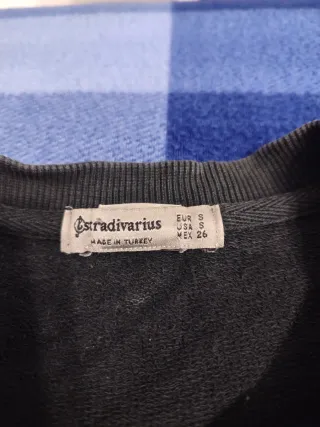 stradivarius
MADE IN TURKEY
EUR S
USA S
MEX 26